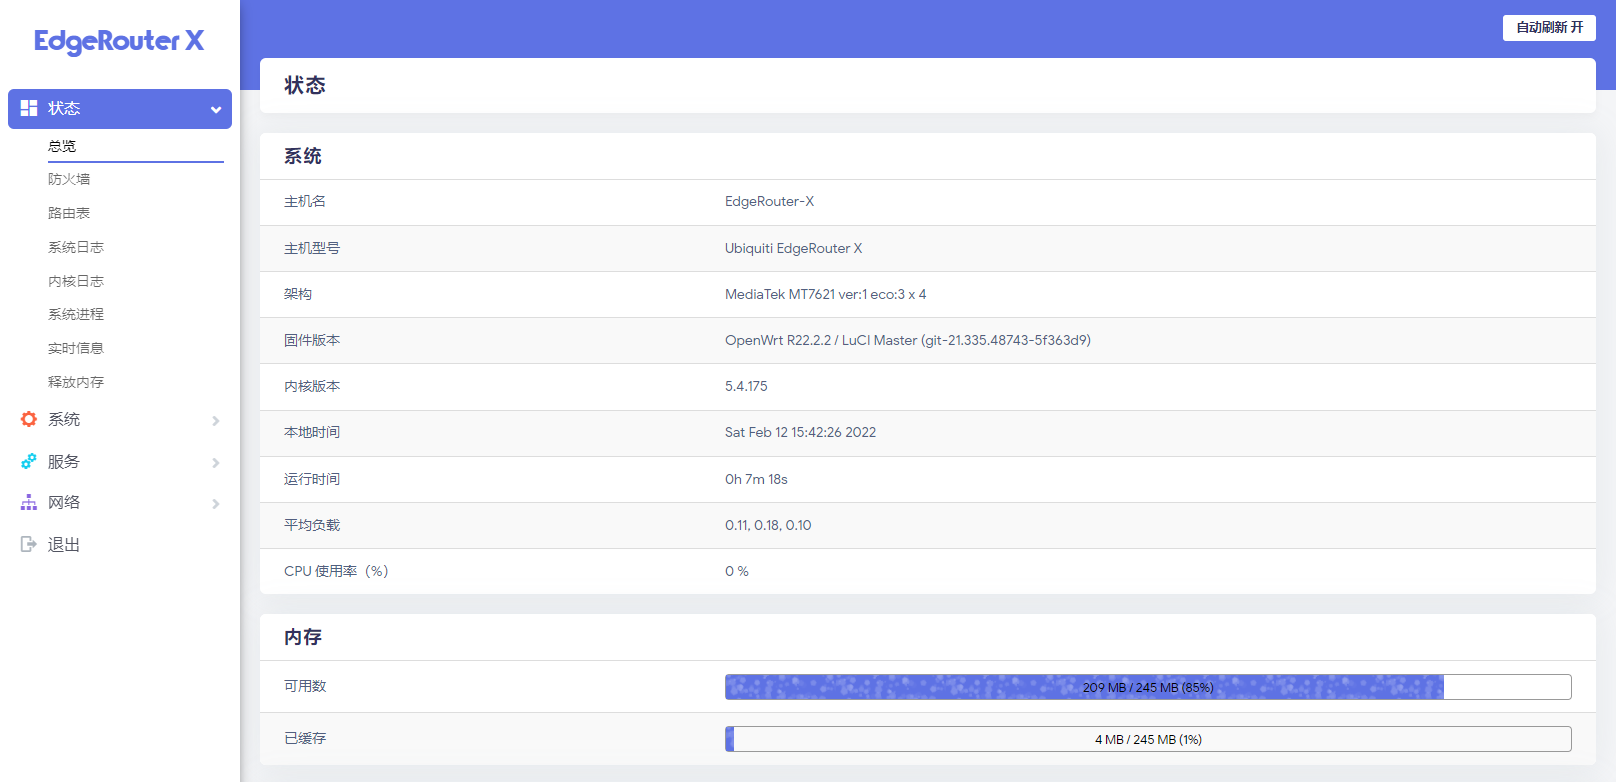 EdgeRouter X
状态
总览
防火墙
路由表
系统日志
内核日志
系统进程
实时信息
释放内存
系统
服务
网络
退出
自动刷新 开
状态
系统
主机名 EdgeRouter-X
主机型号 Ubiquiti EdgeRouter X
架构 MediaTek MT7621 ver:1 eco:3 x 4
固件版本 OpenWrt R22.2.2 / LuCI Master (git-21.335.48743-5f363d9)
内核版本 5.4.175
本地时间 Sat Feb 12 15:42:26 2022
运行时间 0h 7m 18s
平均负载 0.11, 0.18, 0.10
CPU 使用率（%） 0 %
内存
可用数 209 MB / 245 MB (85%)
已缓存 4 MB / 245 MB (1%)